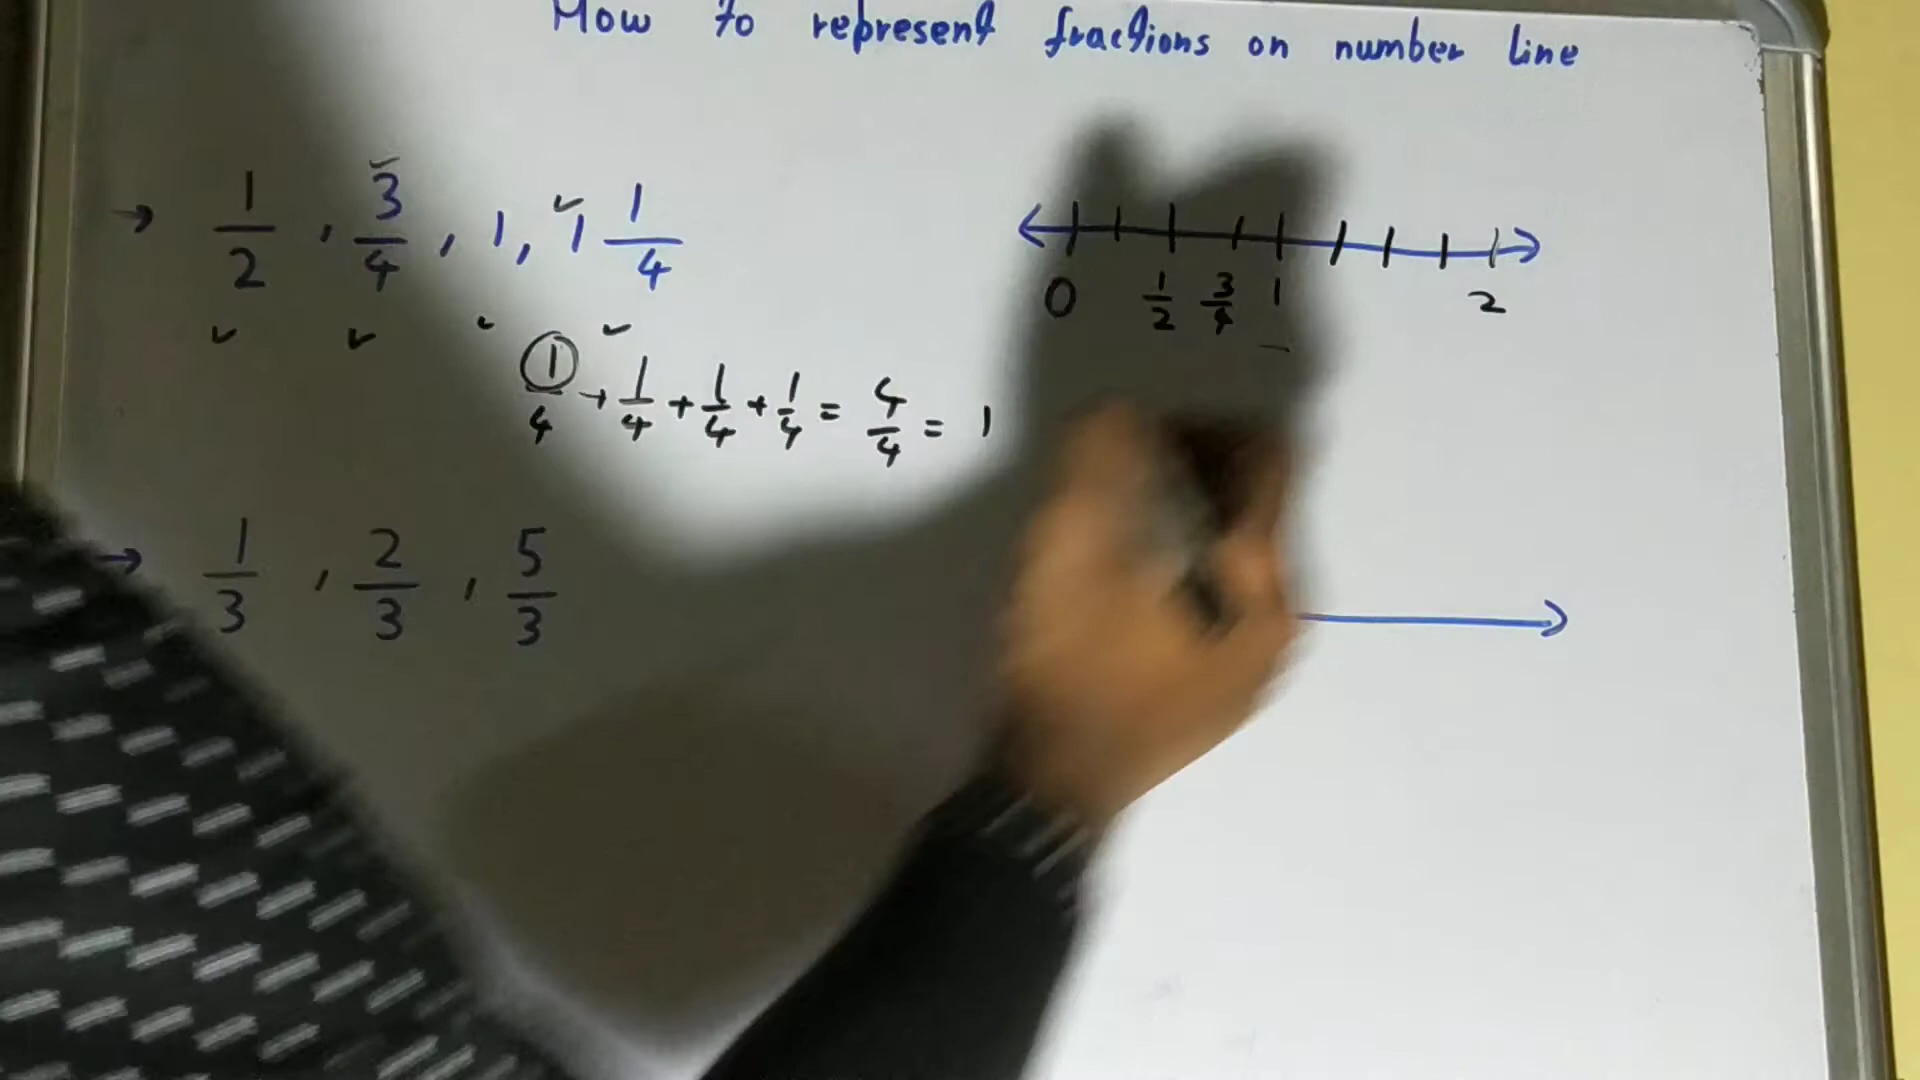 How to represent fractions on number line
→ 1/2 , 3/4 , 1, 1 1/4
0 1/2 3/4 1 2
1/4 + 1/4 + 1/4 + 1/4 = 4/4 = 1
→ 1/3 , 2/3 , 5/3